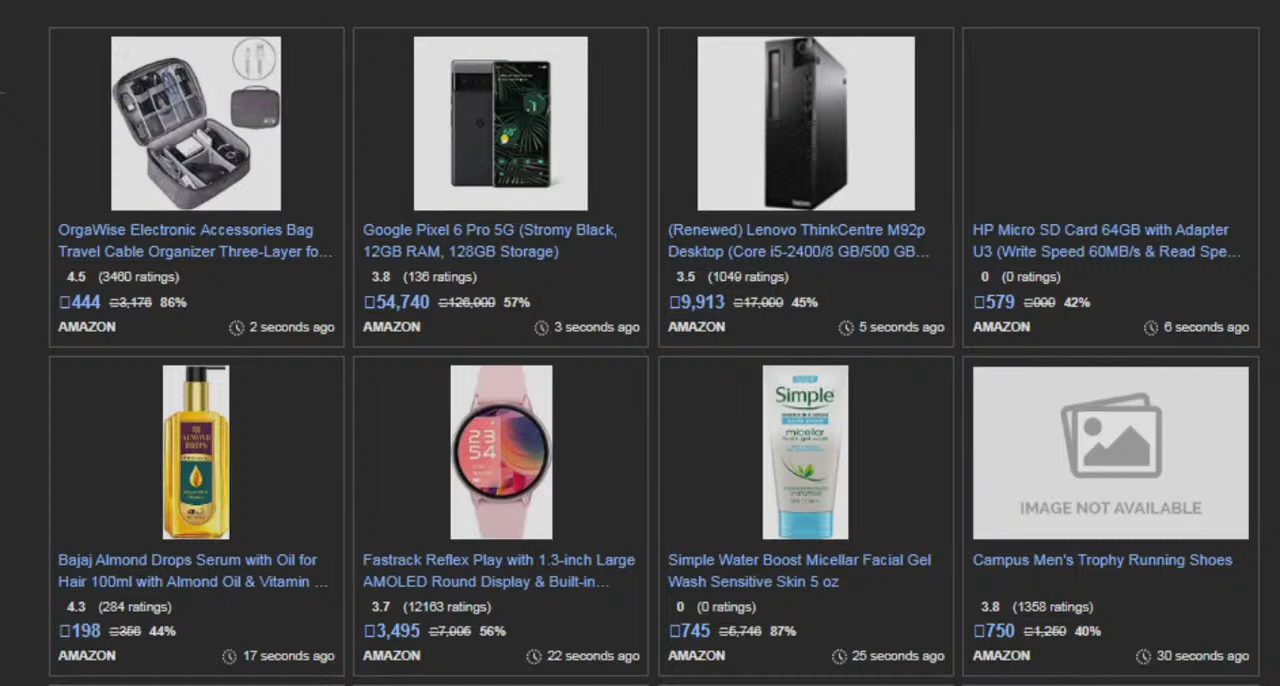 OrgaWise Electronic Accessories Bag
Travel Cable Organizer Three-Layer fo...
4.5 (3460 ratings)
444 3,176 86%
AMAZON 2 seconds ago
Google Pixel 6 Pro 5G (Stromy Black,
12GB RAM, 128GB Storage)
3.8 (136 ratings)
54,740 126,000 57%
AMAZON 3 seconds ago
(Renewed) Lenovo ThinkCentre M92p
Desktop (Core i5-2400/8 GB/500 GB...
3.5 (1049 ratings)
9,913 17,000 45%
AMAZON 5 seconds ago
HP Micro SD Card 64GB with Adapter
U3 (Write Speed 60MB/s & Read Spe...
0 (0 ratings)
579 42%
AMAZON 6 seconds ago
ALMOND
DROPS
Bajaj Almond Drops Serum with Oil for
Hair 100ml with Almond Oil & Vitamin ...
4.3 (284 ratings)
198 356 44%
AMAZON 17 seconds ago
23
54
Fastrack Reflex Play with 1.3-inch Large
AMOLED Round Display & Built-in...
3.7 (12163 ratings)
3,495 56%
AMAZON 22 seconds ago
Simple
micellar
Simple Water Boost Micellar Facial Gel
Wash Sensitive Skin 5 oz
0 (0 ratings)
745 5,746 87%
AMAZON 25 seconds ago
IMAGE NOT AVAILABLE
Campus Men's Trophy Running Shoes
3.8 (1358 ratings)
750 1,250 40%
AMAZON 30 seconds ago